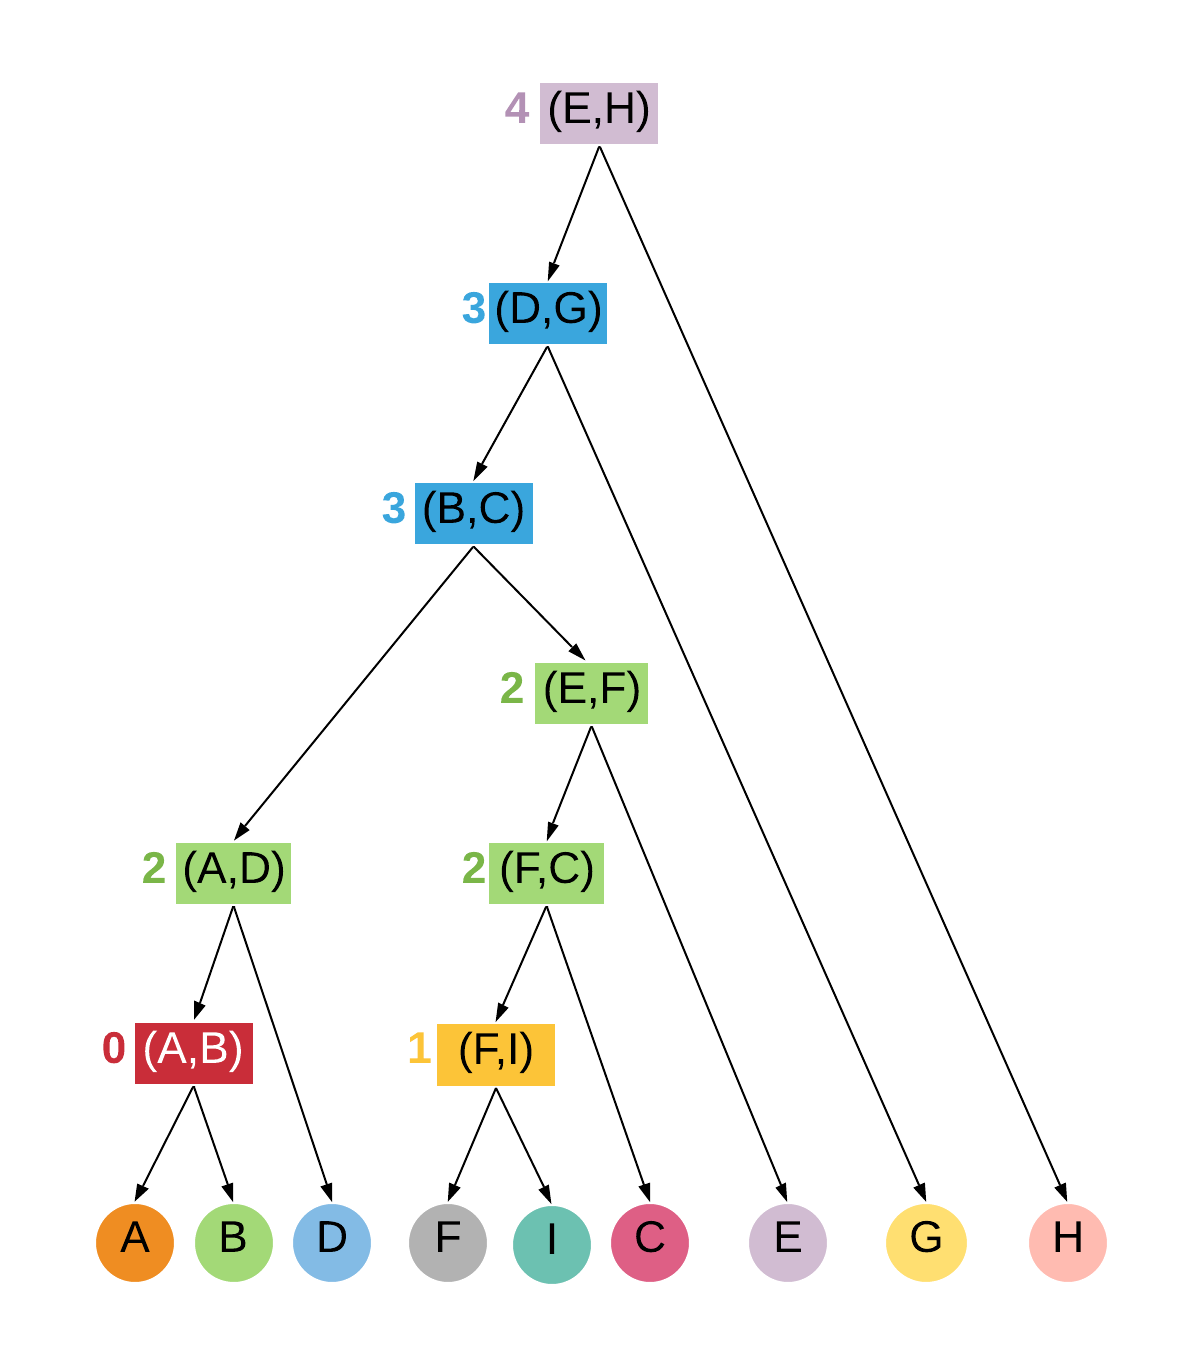 4 (E,H)
3 (D,G)
3 (B,C)
2 (E,F)
2 (A,D) 2 (F,C)
0 (A,B) 1 (F,I)
A B D F I C E G H